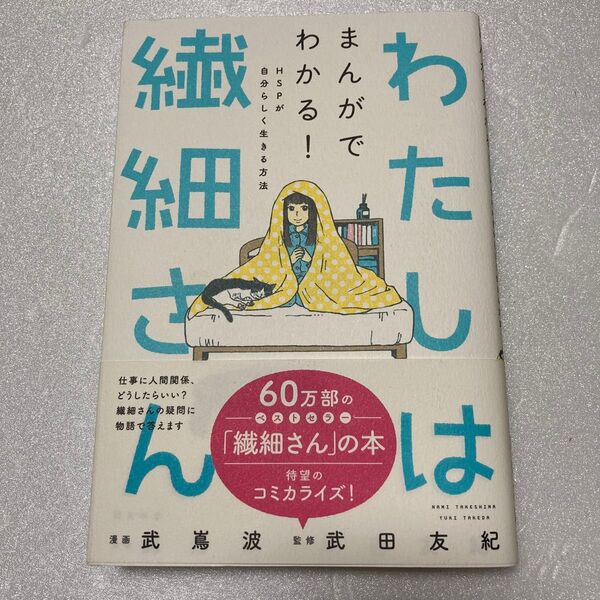 わたしは
繊細さん
まんがで
わかる！
HSPが
自分らしく生きる方法
仕事に人間関係、
どうしたらいい？
繊細さんの疑問に
物語で答えます
60万部の
ベストセラー
「繊細さん」の本
待望の
コミカライズ！
NAMI TAKESHIMA
YUKI TAKEDA
漫画 武嶌波 監修 武田友紀